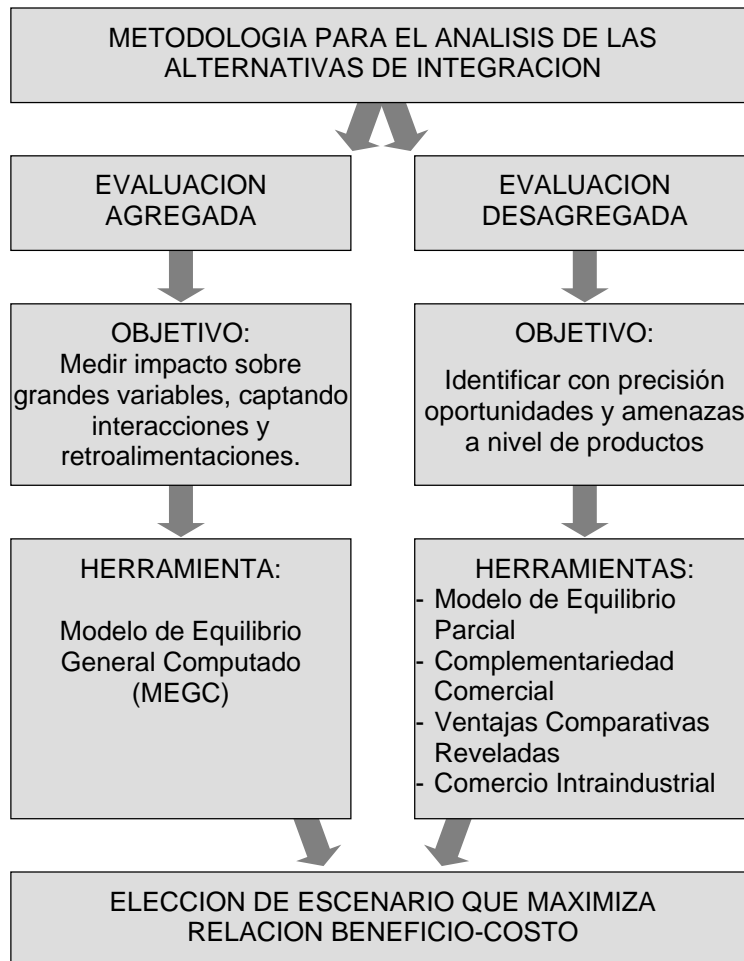 METODOLOGIA PARA EL ANALISIS DE LAS
ALTERNATIVAS DE INTEGRACION
EVALUACION
AGREGADA
EVALUACION
DESAGREGADA
OBJETIVO:
Medir impacto sobre
grandes variables, captando
interacciones y
retroalimentaciones.
OBJETIVO:
Identificar con precisión
oportunidades y amenazas
a nivel de productos
HERRAMIENTA:
Modelo de Equilibrio
General Computado
(MEGC)
HERRAMIENTAS:
- Modelo de Equilibrio
Parcial
- Complementariedad
Comercial
- Ventajas Comparativas
Reveladas
- Comercio Intraindustrial
ELECCION DE ESCENARIO QUE MAXIMIZA
RELACION BENEFICIO-COSTO